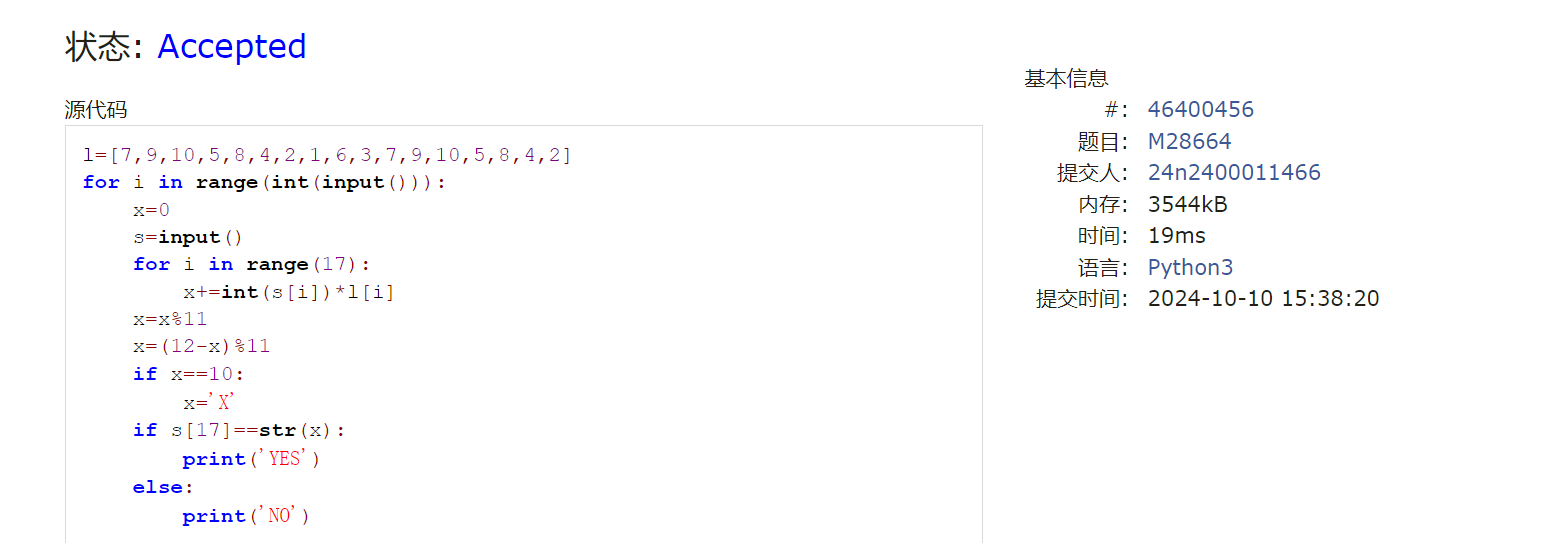 状态: Accepted
源代码
l=[7,9,10,5,8,4,2,1,6,3,7,9,10,5,8,4,2]
for i in range(int(input())):
    x=0
    s=input()
    for i in range(17):
        x+=int(s[i])*l[i]
    x=x%11
    x=(12-x)%11
    if x==10:
        x='X'
    if s[17]==str(x):
        print('YES')
    else:
        print('NO')
基本信息
#: 46400456
题目: M28664
提交人: 24n2400011466
内存: 3544kB
时间: 19ms
语言: Python3
提交时间: 2024-10-10 15:38:20